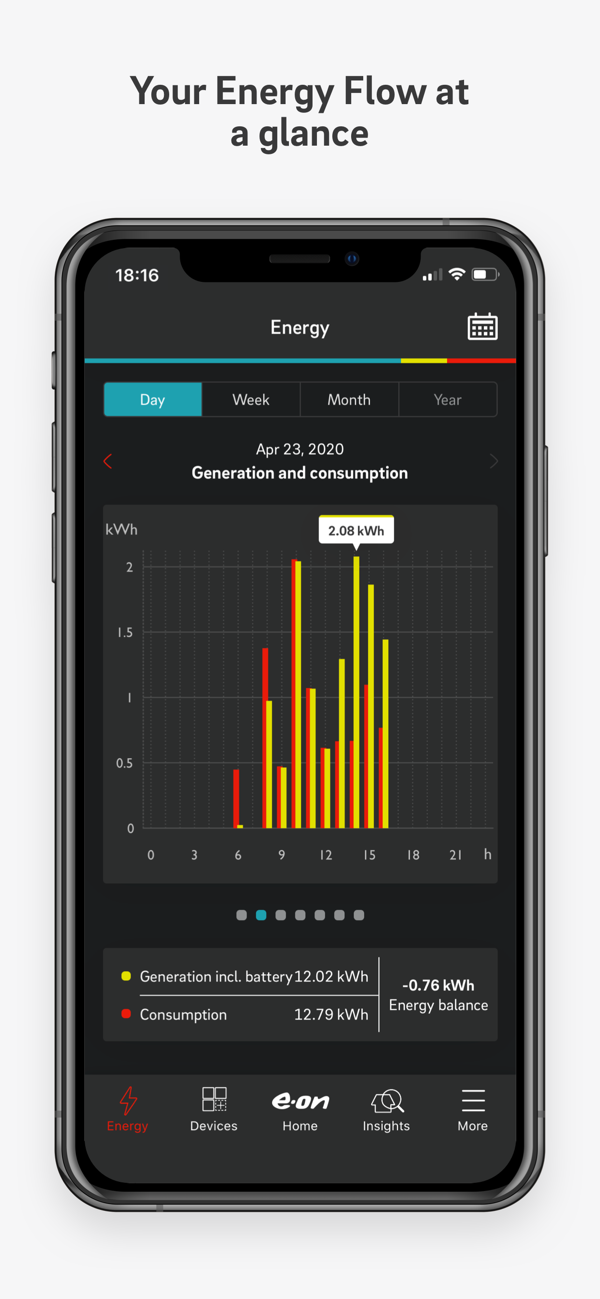 Your Energy Flow at
a glance
18:16
Energy
Day Week Month Year
Apr 23, 2020
Generation and consumption
kWh
2.08 kWh
2
1.5
1
0.5
0
0 3 6 9 12 15 18 21 h
Generation incl. battery 12.02 kWh
Consumption 12.79 kWh
-0.76 kWh
Energy balance
Energy
Devices
e·on
Home
Insights
More